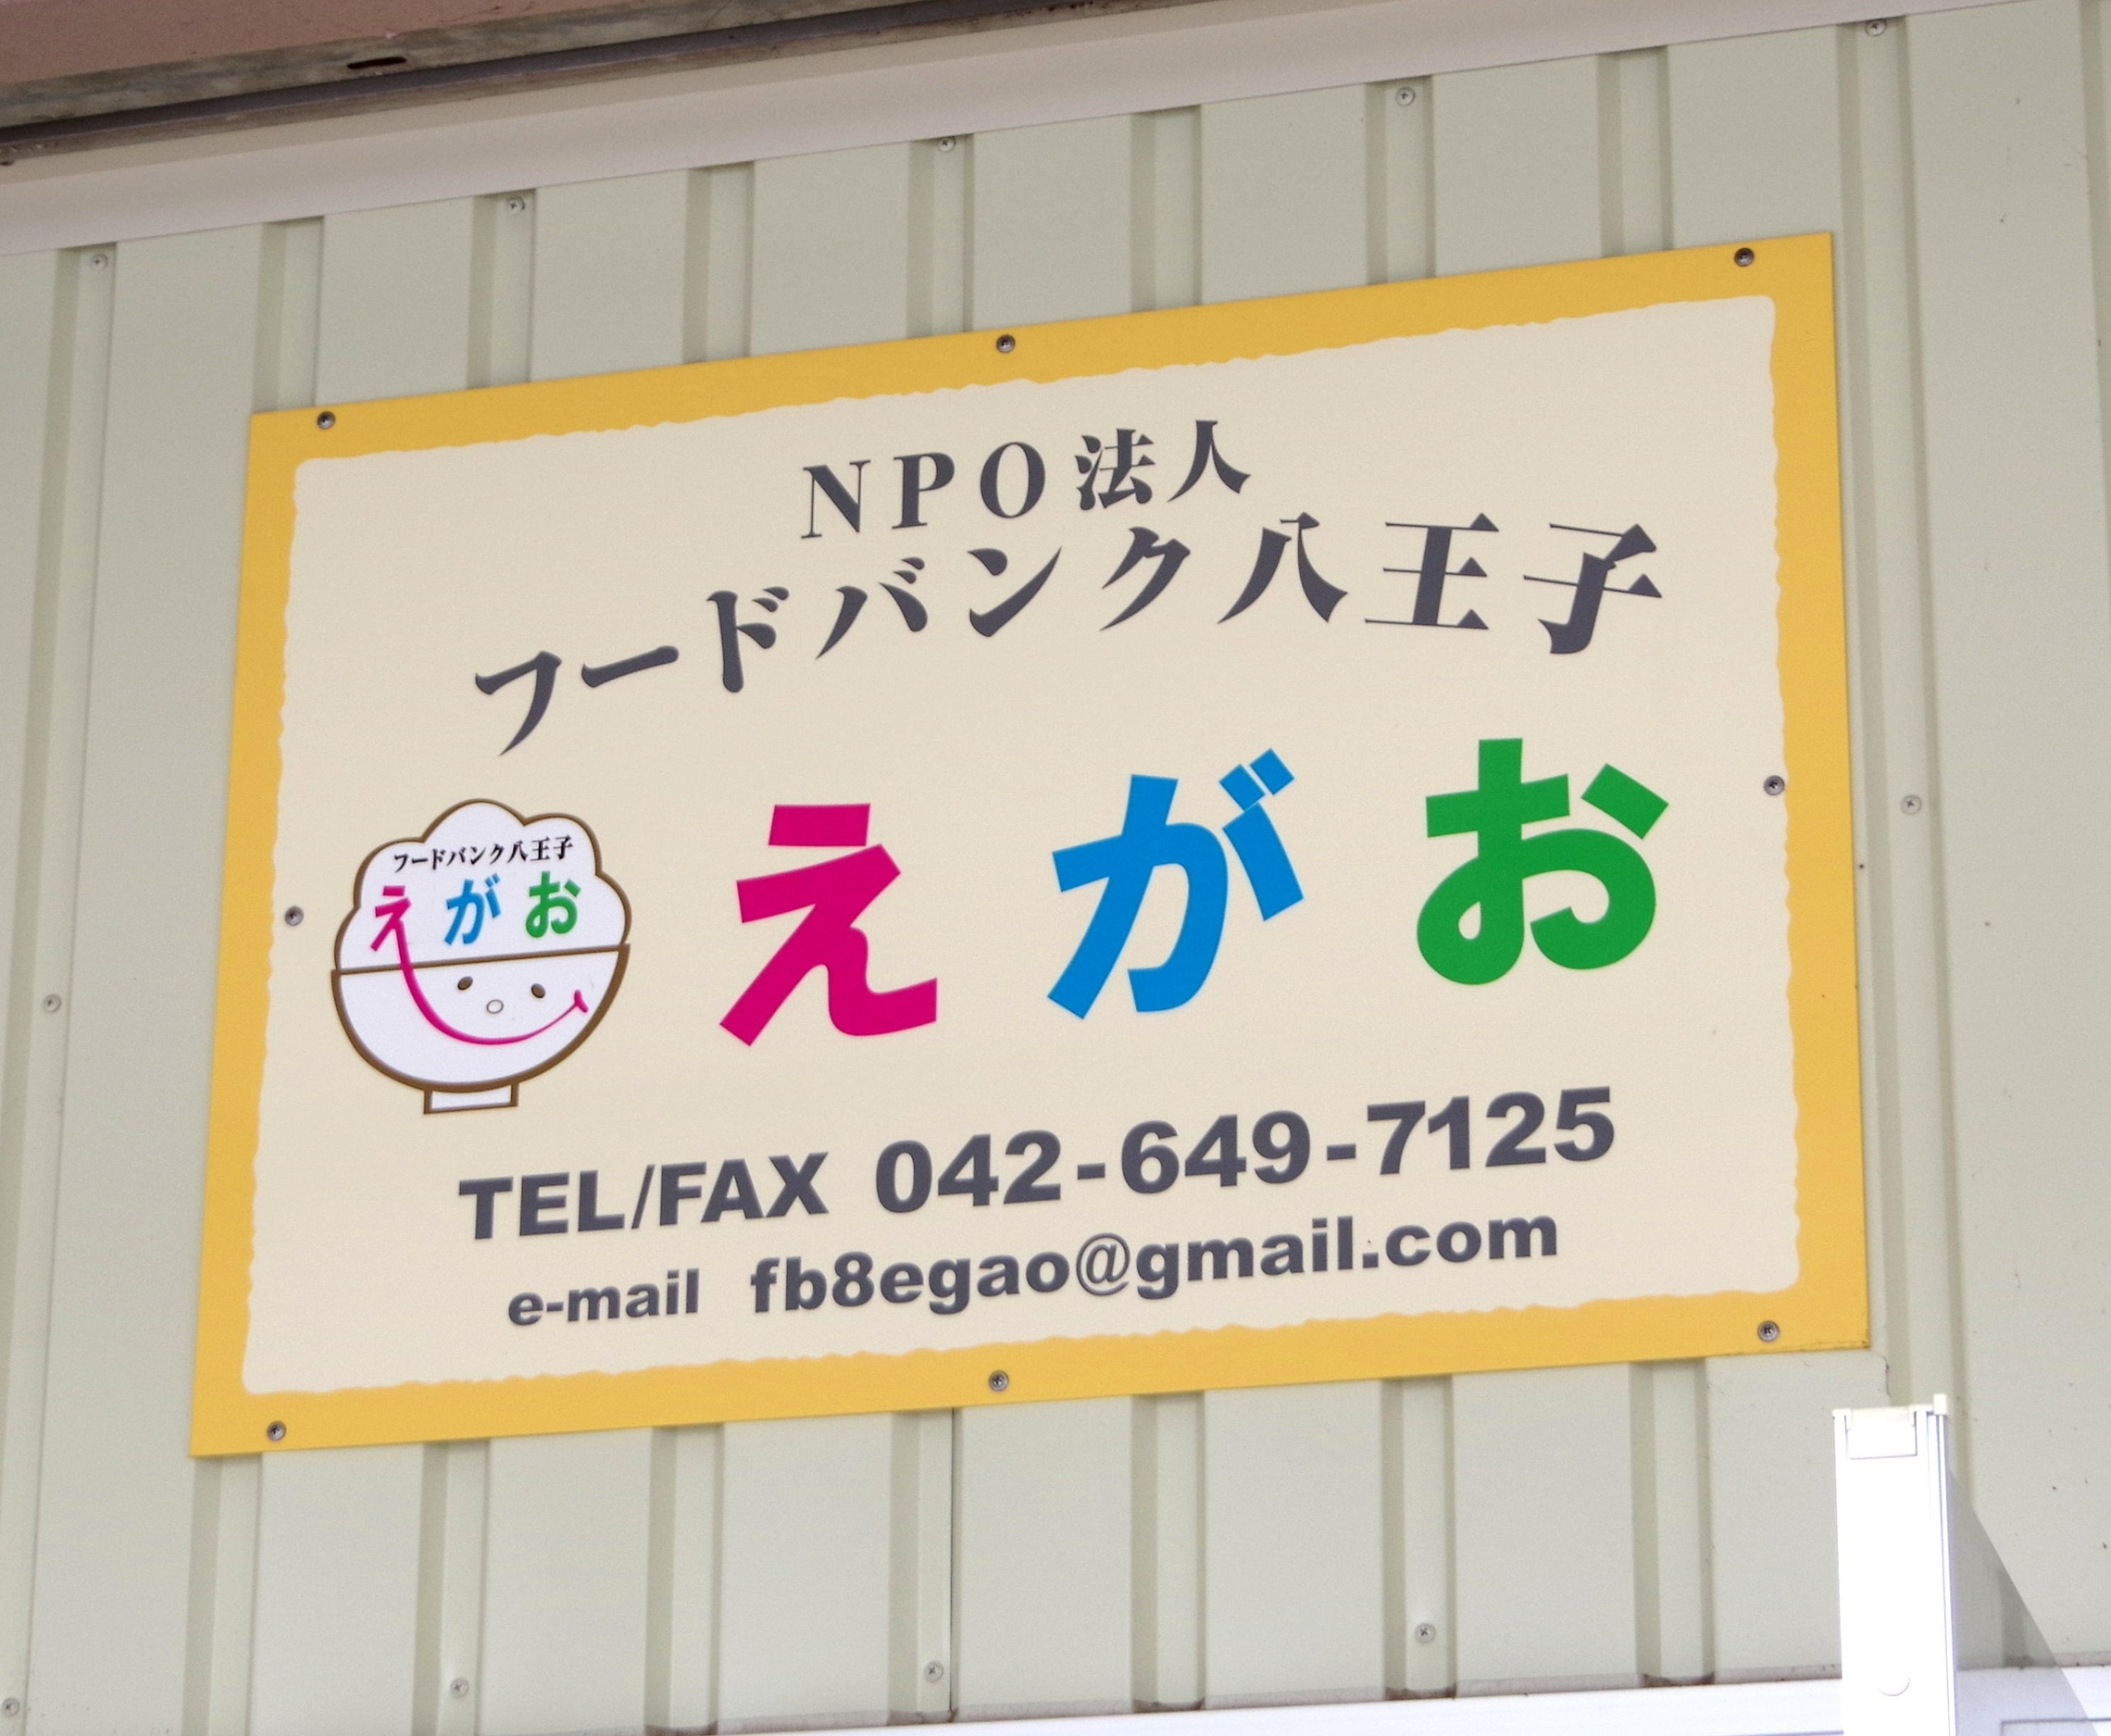 NPO法人
フードバンク八王子
えがお
フードバンク八王子
えがお
TEL/FAX 042-649-7125
e-mail fb8egao@gmail.com